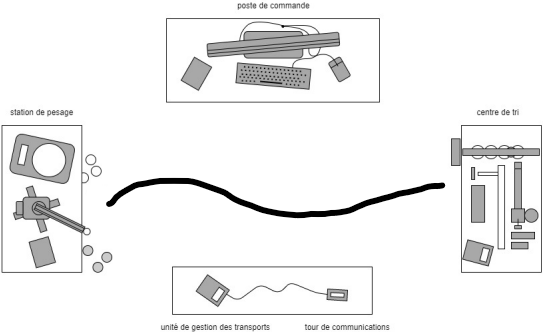 poste de commande
station de pesage
centre de tri
unité de gestion des transports
tour de communications